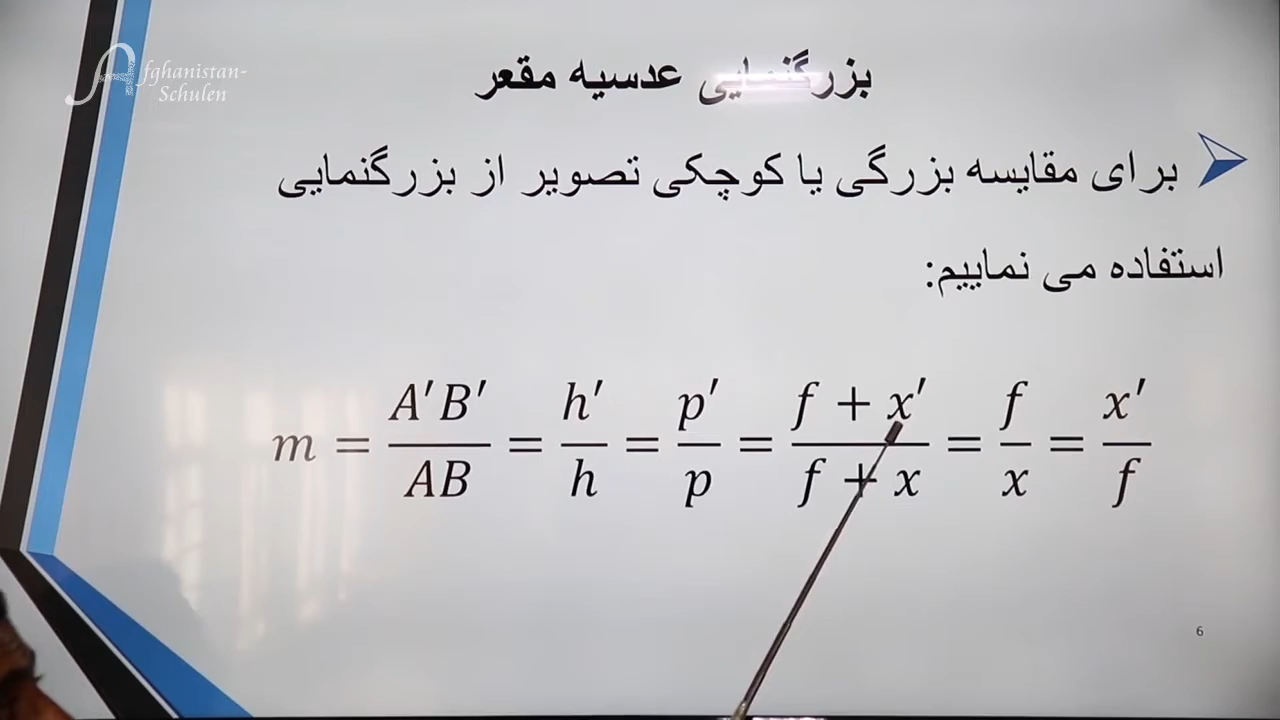 Afghanistan-
Schulen
بزرگنمایی عدسیه مقعر
برای مقایسه بزرگی یا کوچکی تصویر از بزرگنمایی
استفاده می نماییم:
m = A′B′/AB = h′/h = p′/p = (f + x′)/(f + x) = f/x = x′/f
6